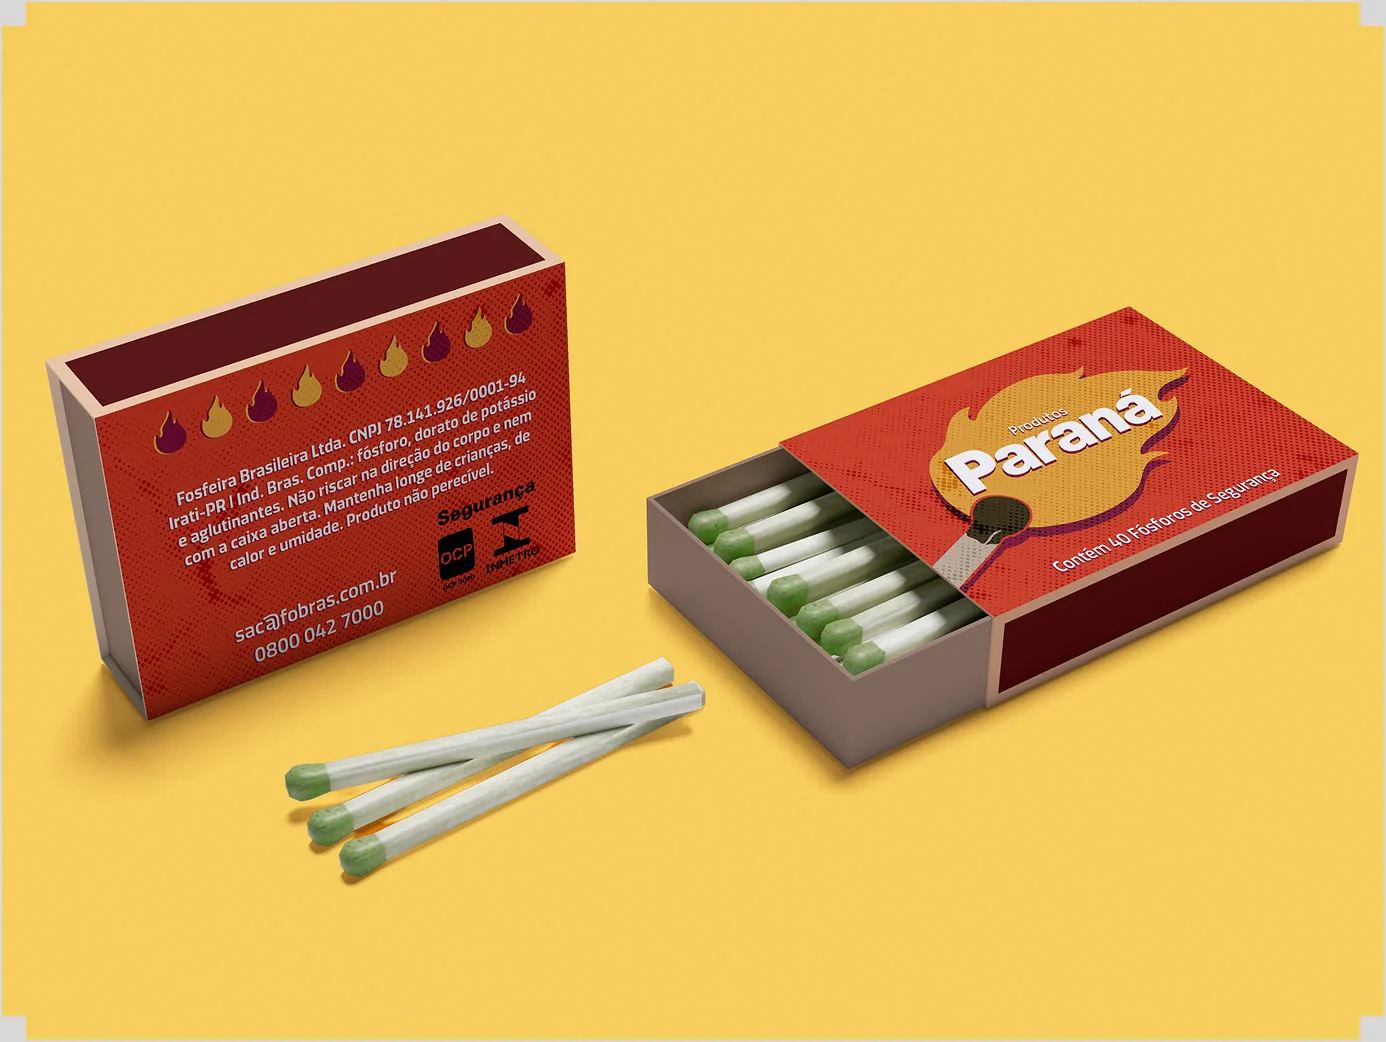 Fosfeira Brasileira Ltda. CNPJ 78.141.926/0001-94
Irati-PR | Ind. Bras. Comp.: fósforo, dorato de potássio
e aglutinantes. Não riscar na direção do corpo e nem
com a caixa aberta. Mantenha longe de crianças, de
calor e umidade. Produto não perecível.
Segurança
OCP
INMETRO
sac@fobras.com.br
0800 042 7000
Produtos
Paraná
Contém 40 Fósforos de Segurança